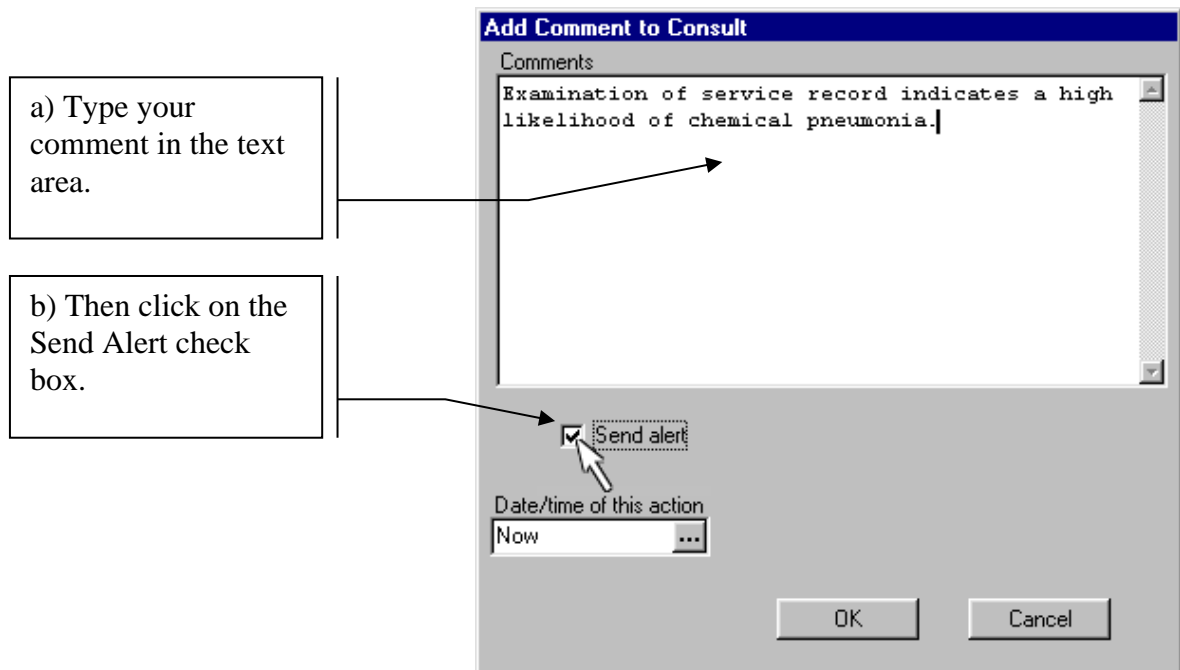 Add Comment to Consult
Comments
Examination of service record indicates a high
likelihood of chemical pneumonia.
a) Type your
comment in the text
area.
b) Then click on the
Send Alert check
box.
Send alert
Date/time of this action
Now ...
OK Cancel